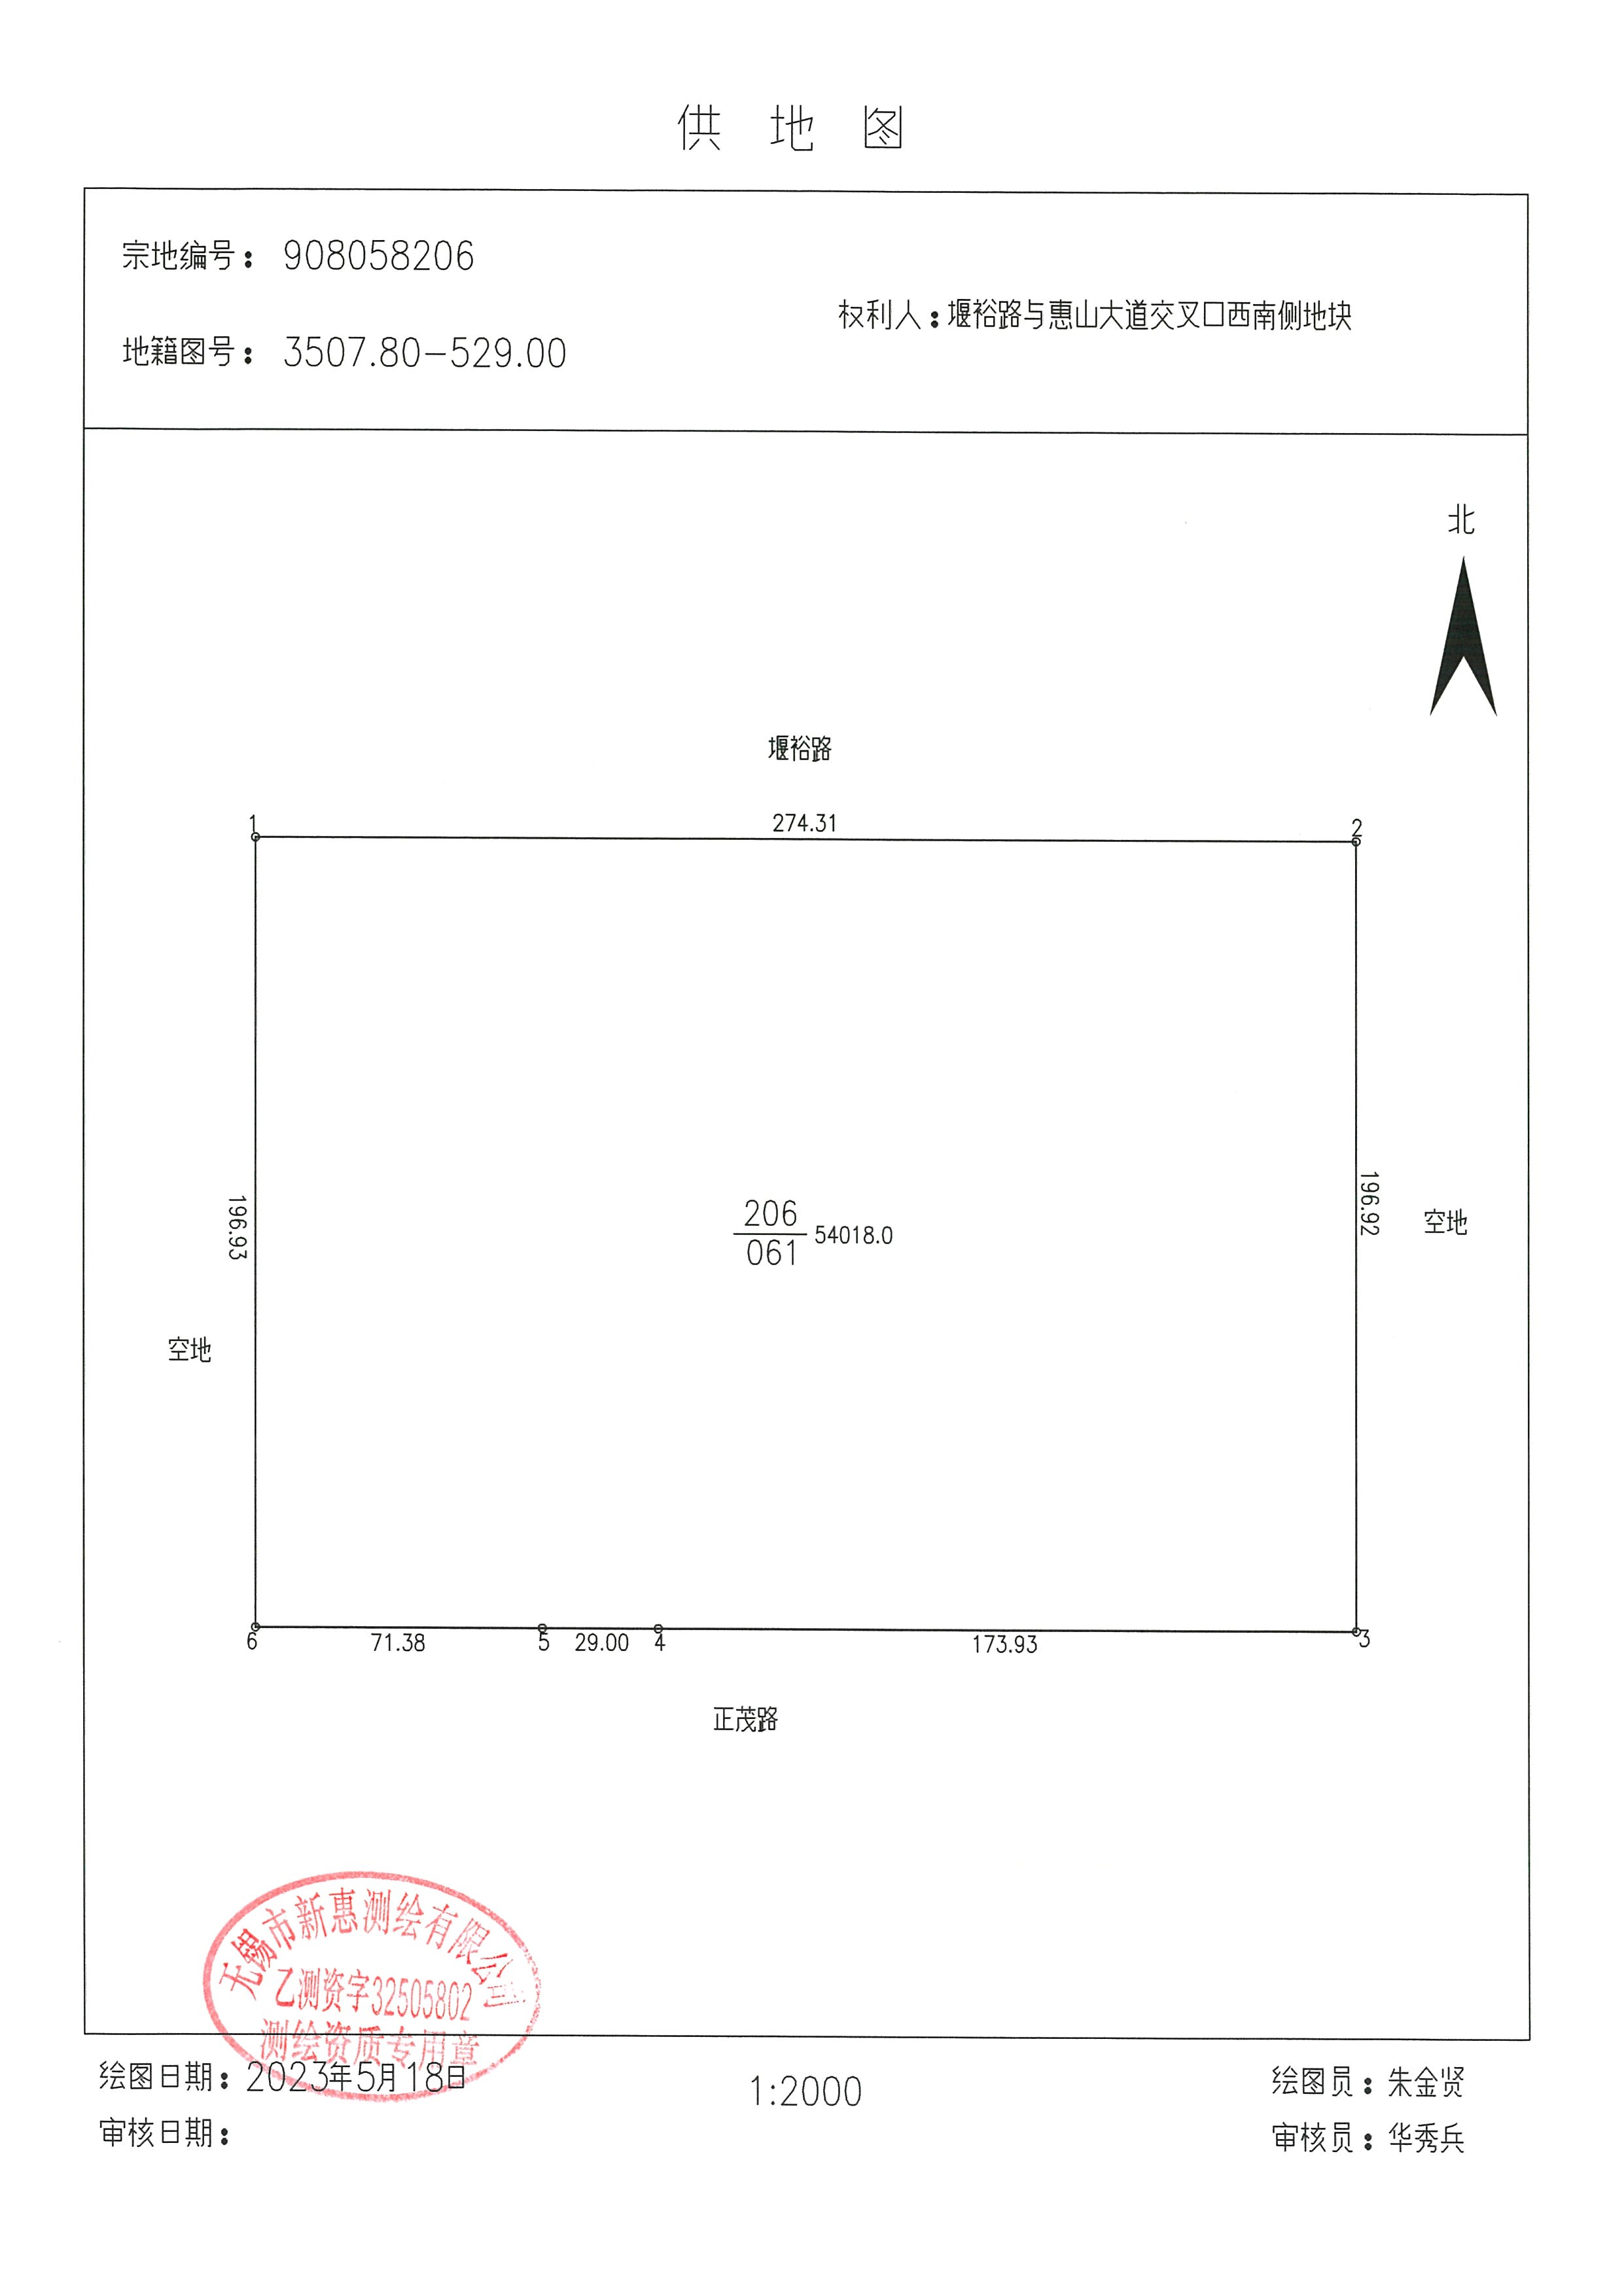 供 地 图
宗地编号：908058206
权利人：堰裕路与惠山大道交叉口西南侧地块
地籍图号：3507.80-529.00
北
堰裕路
1
274.31
2
196.93
196.92
空地
206
061
54018.0
空地
6
71.38
5
29.00
4
173.93
3
正茂路
无锡市新惠测绘有限公司
乙测资字32505802
测绘资质专用章
绘图日期：2023年5月18日
1:2000
绘图员：朱金贤
审核日期：
审核员：华秀兵